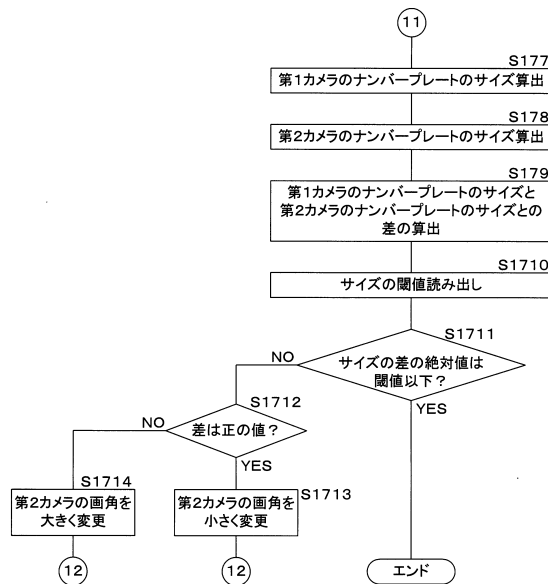 11
S177
第1カメラのナンバープレートのサイズ算出
S178
第2カメラのナンバープレートのサイズ算出
S179
第1カメラのナンバープレートのサイズと
第2カメラのナンバープレートのサイズとの
差の算出
S1710
サイズの閾値読み出し
S1711
サイズの差の絶対値は
閾値以下?
NO
YES
S1712
差は正の値?
NO
YES
S1714
第2カメラの画角を
大きく変更
S1713
第2カメラの画角を
小さく変更
12
12
エンド